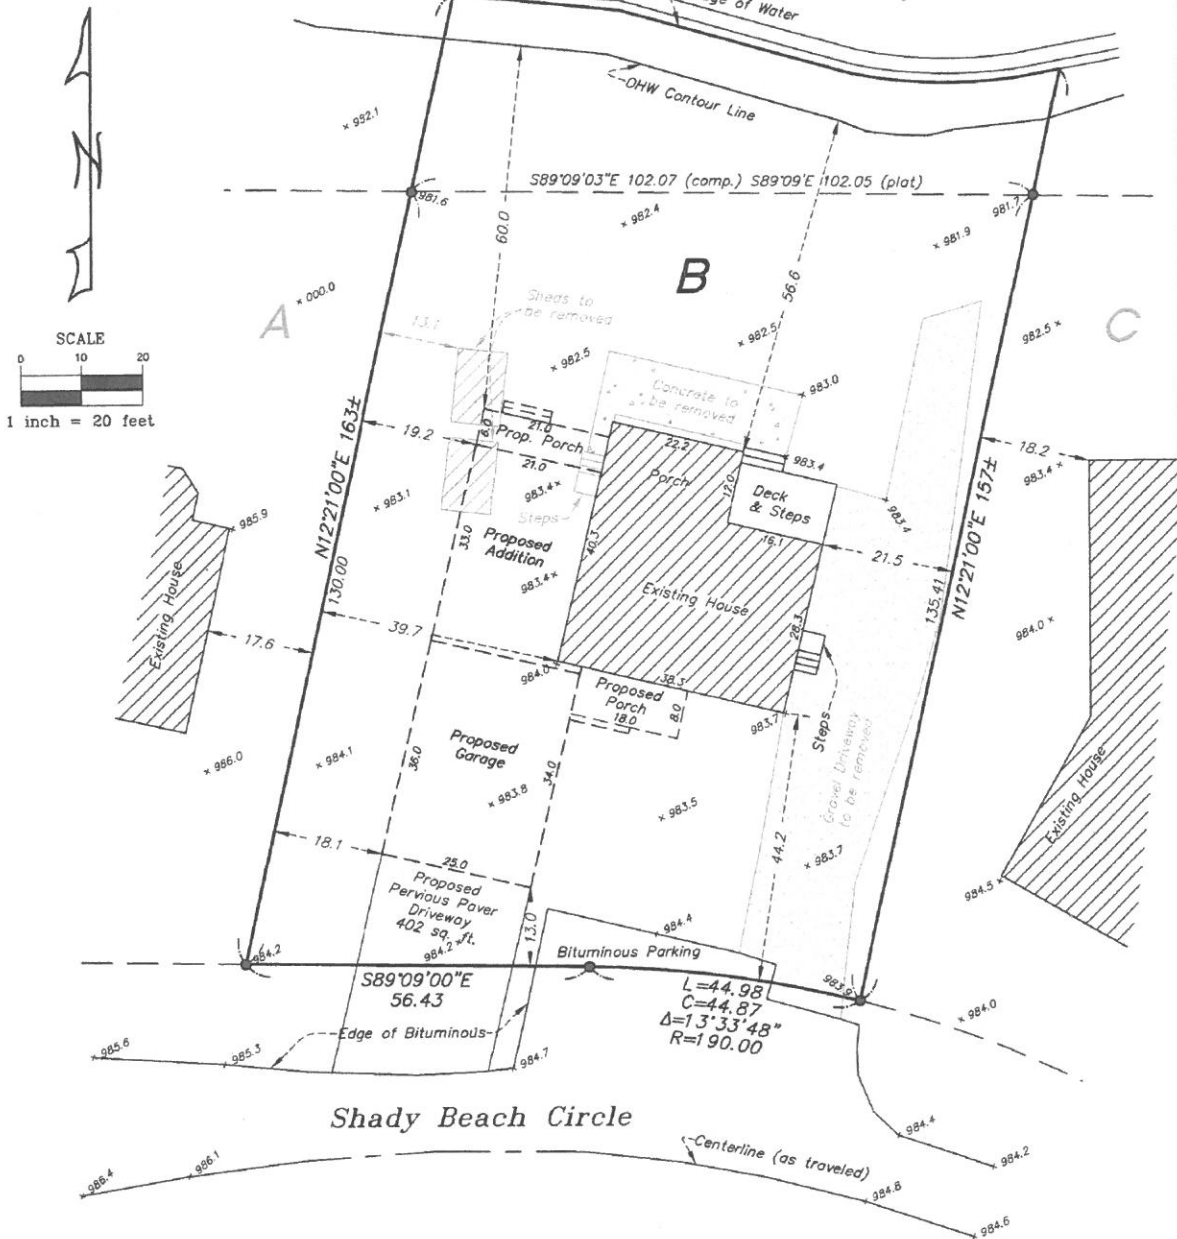 ge of Water
OHW Contour Line
N
× 982.1
S89°09'03"E 102.07 (comp.) S89°09'E 102.05 (plat)
981.6
981.7
× 982.4
× 981.9
60.0
56.6
B
A
C
× 000.0
Sheds to
be removed
13.1
SCALE
0 10 20
1 inch = 20 feet
× 982.5
× 982.5
982.5 ×
× 983.0
Concrete to
be removed
19.2
6.0
21.0
Prop. Porch
21.0
22.2
Porch
12.0
× 983.4
18.2
983.4 ×
Deck
& Steps
N12°21'00"E 163±
× 983.1
983.4 ×
Steps
× 983.4
N12°21'00"E 157±
× 985.9
33.0
Proposed
Addition
40.3
16.1
21.5
983.4 ×
130.00
135.41
Existing House
Existing House
984.0 ×
39.7
28.3
17.6
984.0
38.3
Proposed
Porch
18.0
8.0
983.7
Steps
Gravel Driveway
to be removed
Proposed
Garage
36.0
34.0
× 984.1
× 986.0
× 983.8
× 983.5
44.2
× 983.7
Existing House
18.1
25.0
984.5 ×
Proposed
Pervious Paver
Driveway
402 sq. ft.
984.2 ×
13.0
× 984.4
Bituminous Parking
984.2
983.9
S89°09'00"E
56.43
L=44.98
C=44.87
Δ=13°33'48"
R=190.00
× 984.0
Edge of Bituminous
× 985.6
985.3
984.7
Shady Beach Circle
984.4
× 984.2
Centerline (as traveled)
× 986.4
986.1
984.8
× 984.6